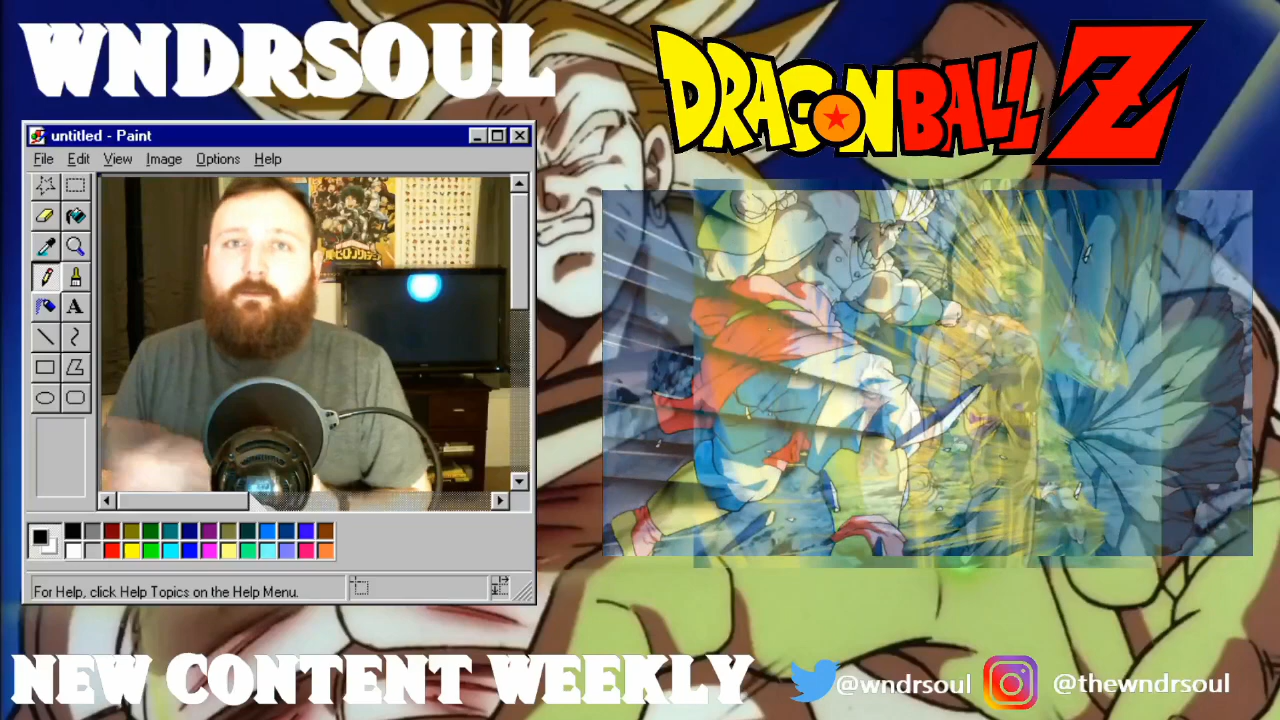 WNDRSOUL
DRAGONBALL Z
untitled - Paint
File Edit View Image Options Help
A
For Help, click Help Topics on the Help Menu.
NEW CONTENT WEEKLY
@wndrsoul
@thewndrsoul